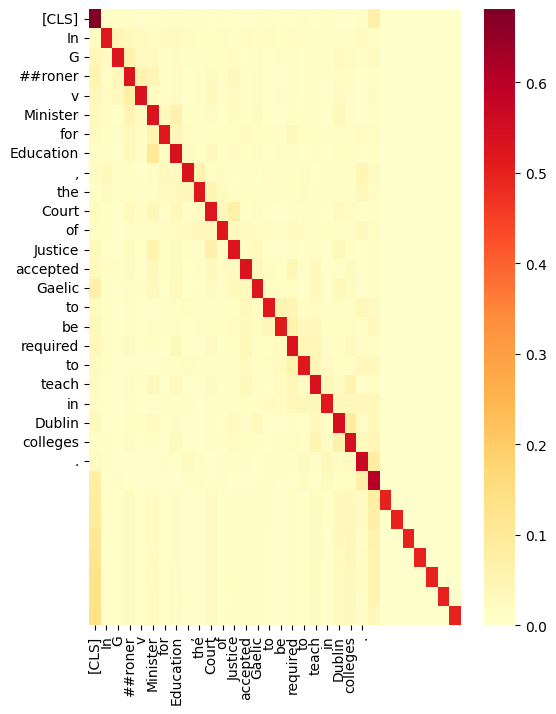 [CLS]
In
G
##roner
v
Minister
for
Education
,
the
Court
of
Justice
accepted
Gaelic
to
be
required
to
teach
in
Dublin
colleges
.
0.6
0.5
0.4
0.3
0.2
0.1
0.0
[CLS]
In
G
##roner
v
Minister
for
Education
,
the
Court
of
Justice
accepted
Gaelic
to
be
required
to
teach
in
Dublin
colleges
.